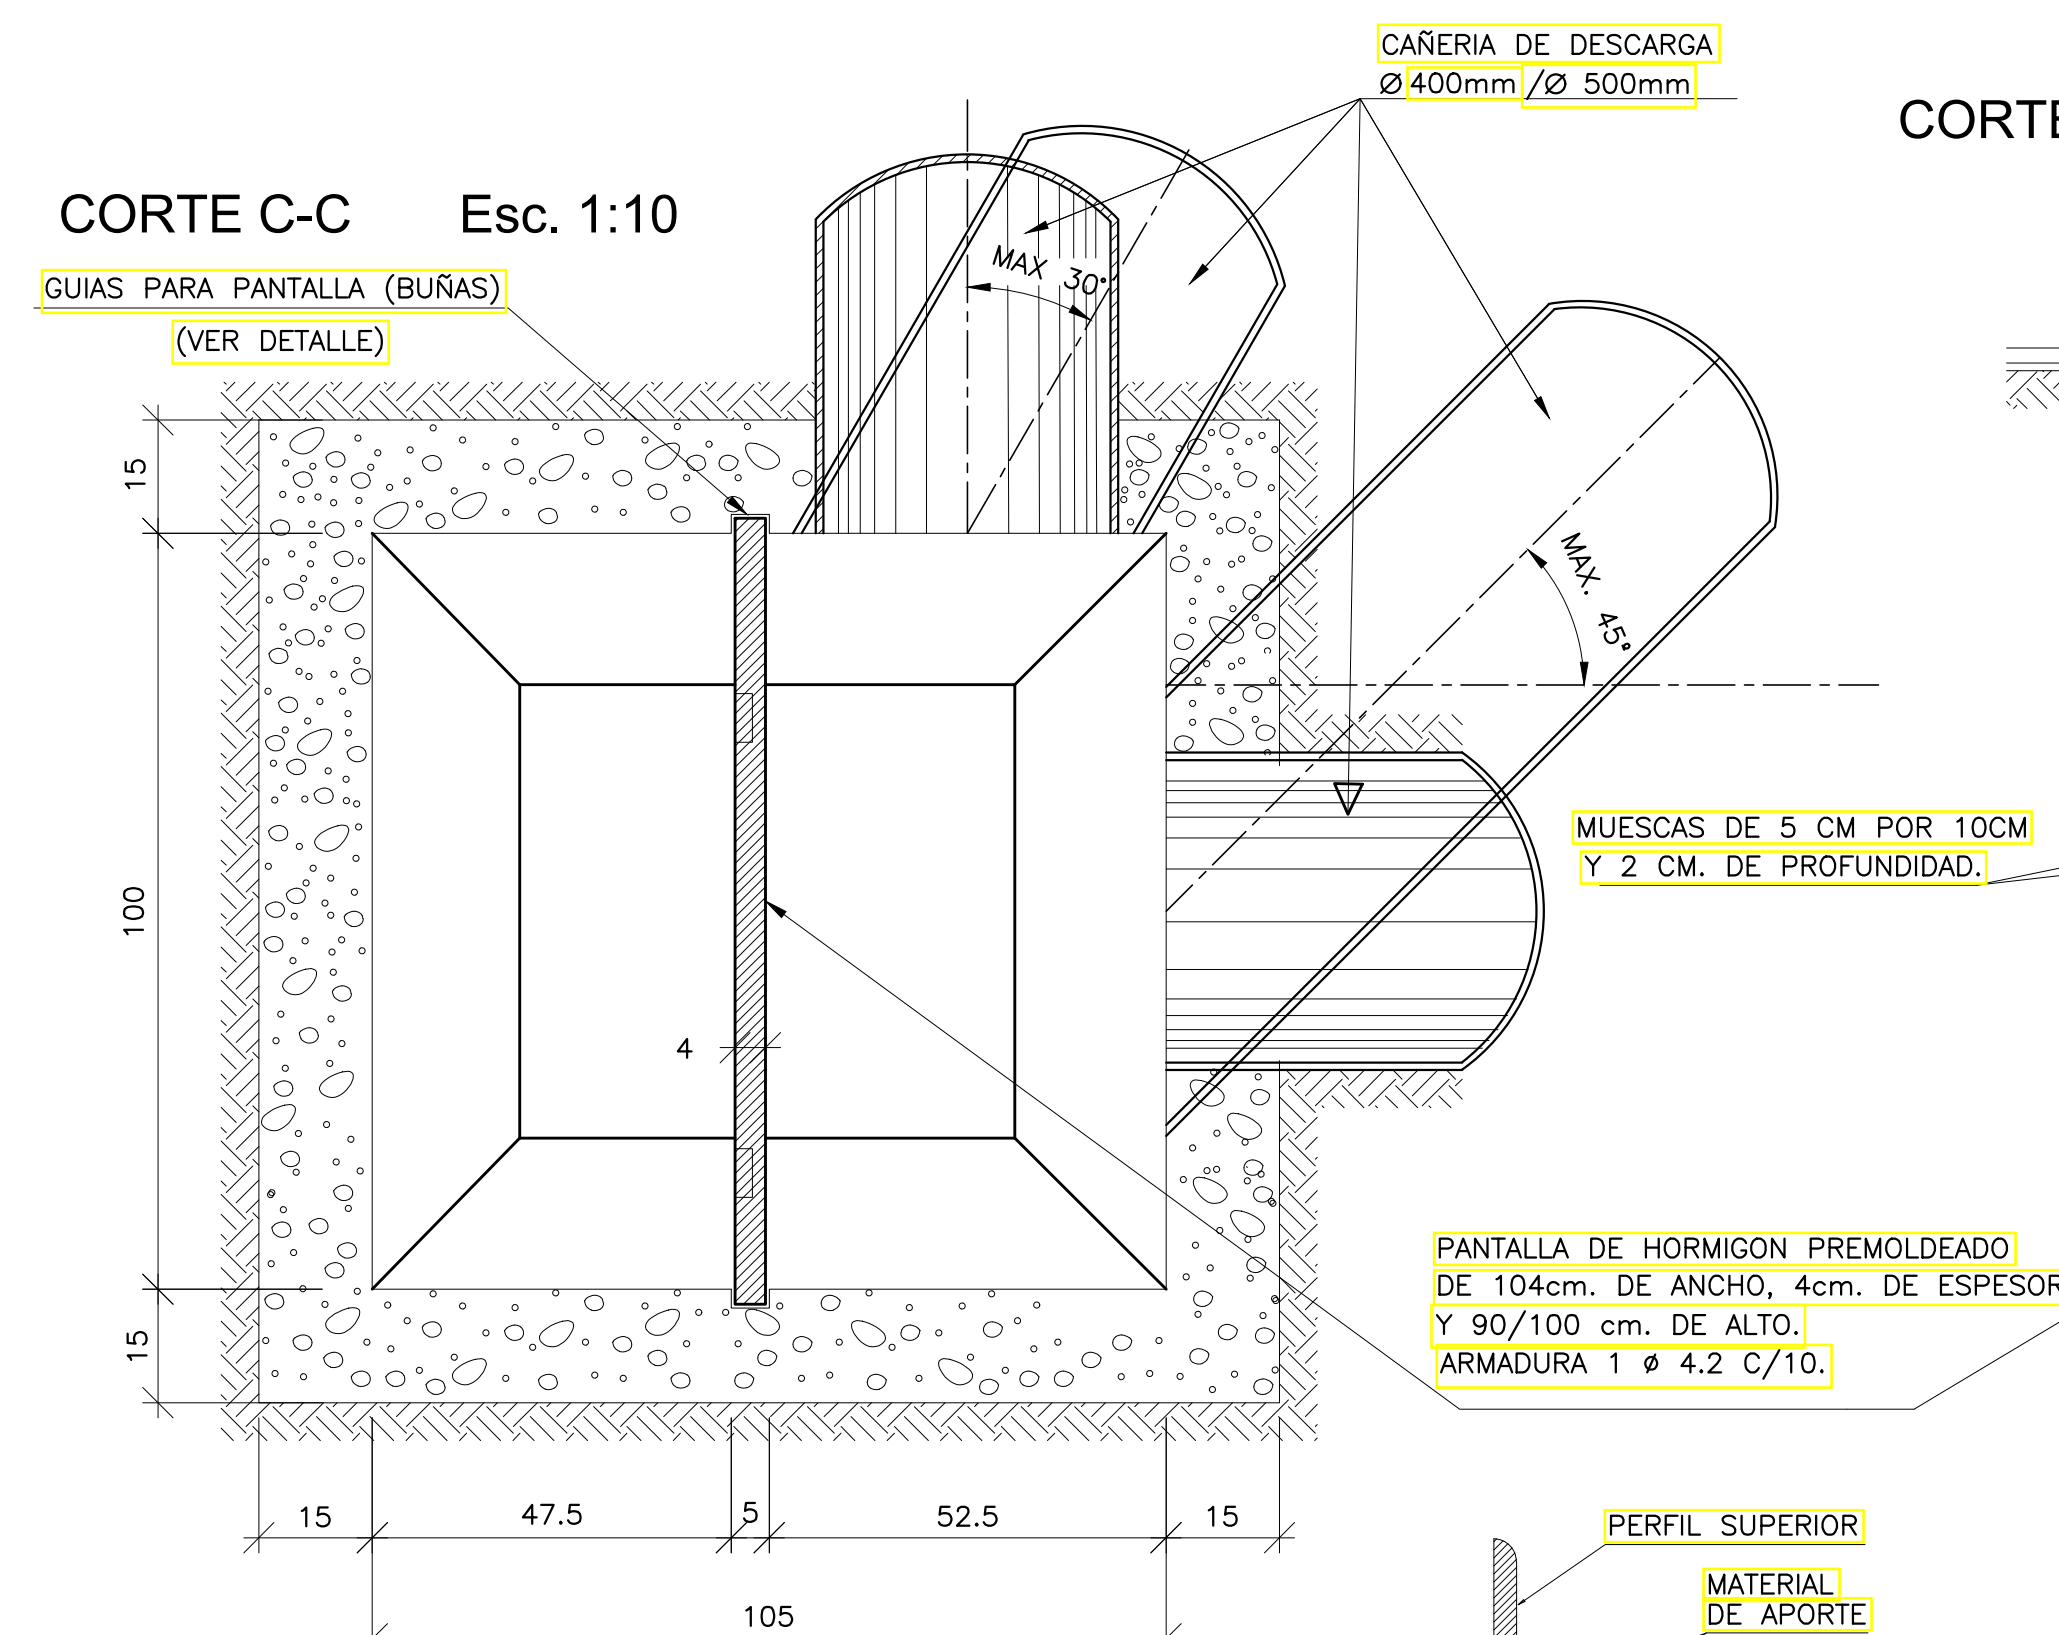 CAÑERIA DE DESCARGA
Ø 400mm /Ø 500mm
CORTE
CORTE C-C Esc. 1:10
MAX 30°
GUIAS PARA PANTALLA (BUÑAS)
(VER DETALLE)
15
MAX. 45°
MUESCAS DE 5 CM POR 10CM
Y 2 CM. DE PROFUNDIDAD.
100
4
PANTALLA DE HORMIGON PREMOLDEADO
DE 104cm. DE ANCHO, 4cm. DE ESPESOR
Y 90/100 cm. DE ALTO.
ARMADURA 1 ø 4.2 C/10.
15
15 47.5 5 52.5 15
PERFIL SUPERIOR
MATERIAL
DE APORTE
105